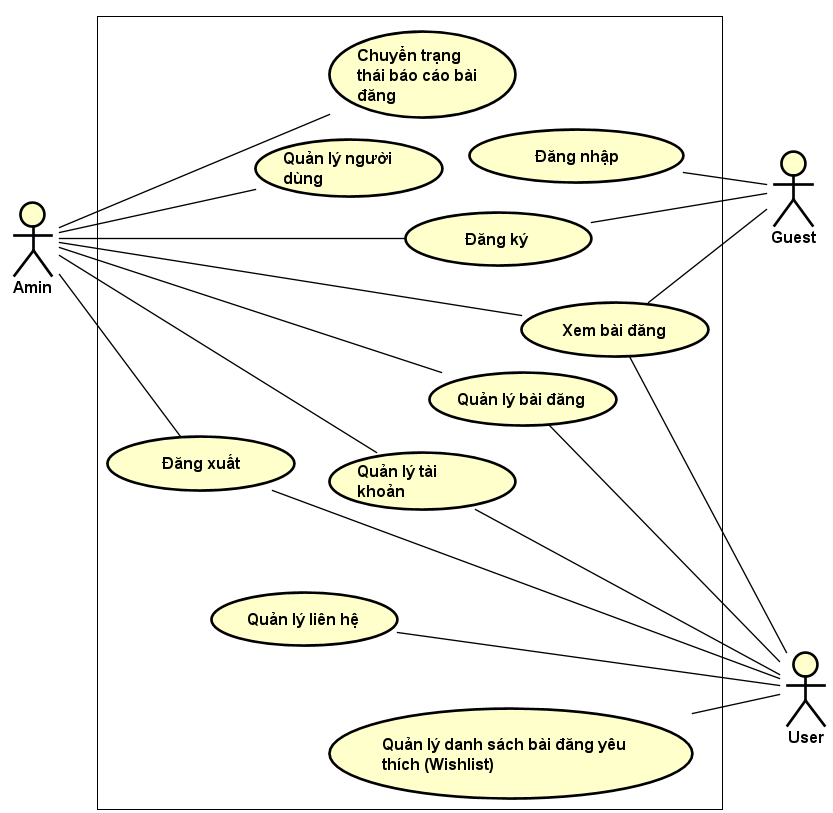 Chuyển trạng
thái báo cáo bài
đăng
Quản lý người
dùng
Đăng nhập
Guest
Đăng ký
Amin
Xem bài đăng
Quản lý bài đăng
Đăng xuất
Quản lý tài
khoản
Quản lý liên hệ
User
Quản lý danh sách bài đăng yêu
thích (Wishlist)